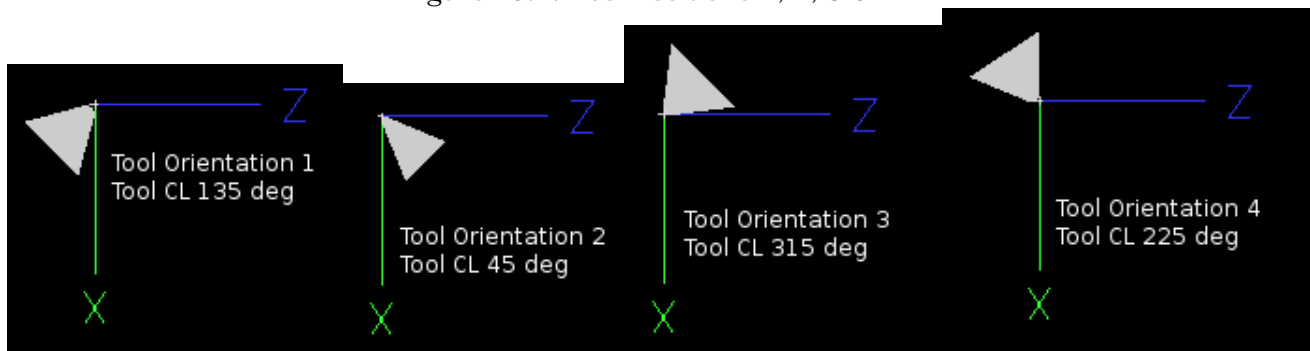 Z
Tool Orientation 1
Tool CL 135 deg
X
Z
Tool Orientation 2
Tool CL 45 deg
X
Z
Tool Orientation 3
Tool CL 315 deg
X
Z
Tool Orientation 4
Tool CL 225 deg
X